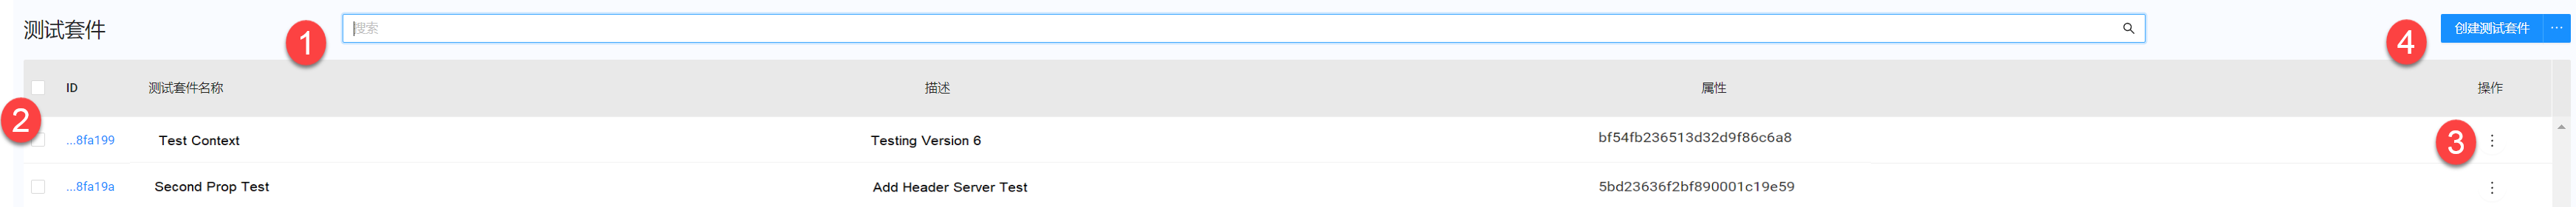 测试套件
1
搜索
4
创建测试套件 ...
ID 测试套件名称 描述 属性 操作
2
...8fa199 Test Context Testing Version 6 bf54fb236513d32d9f86c6a8
3
...8fa19a Second Prop Test Add Header Server Test 5bd23636f2bf890001c19e59